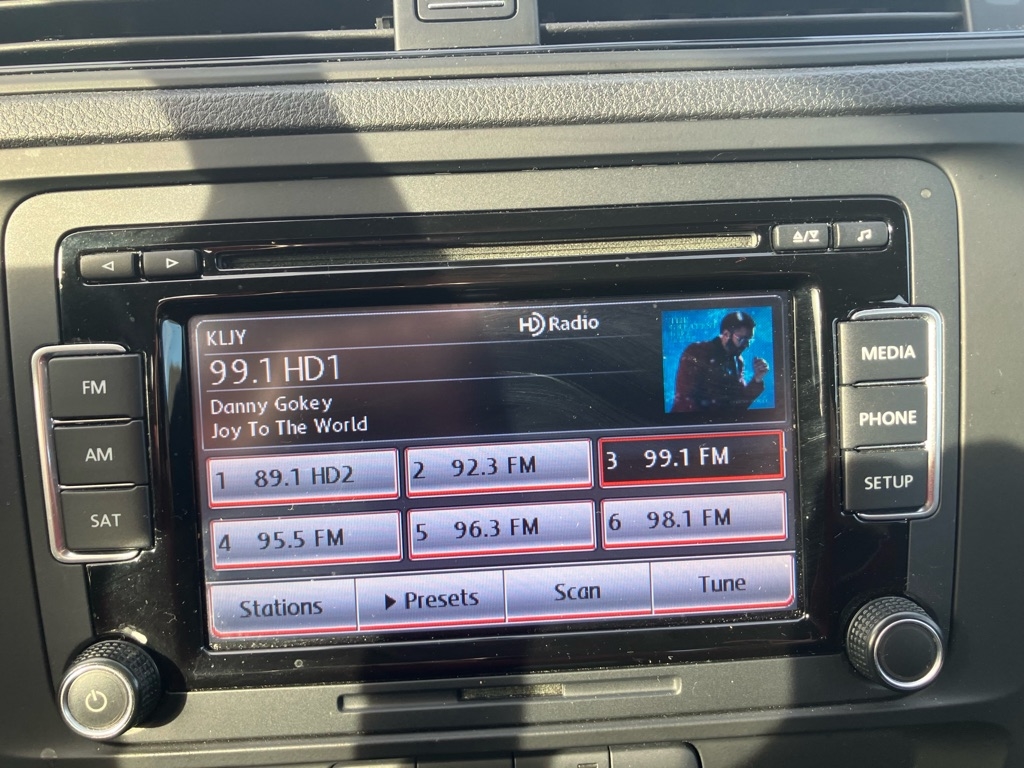 KLJY
HD Radio
99.1 HD1
Danny Gokey
Joy To The World
1 89.1 HD2
2 92.3 FM
3 99.1 FM
4 95.5 FM
5 96.3 FM
6 98.1 FM
Stations
Presets
Scan
Tune
FM
AM
SAT
MEDIA
PHONE
SETUP